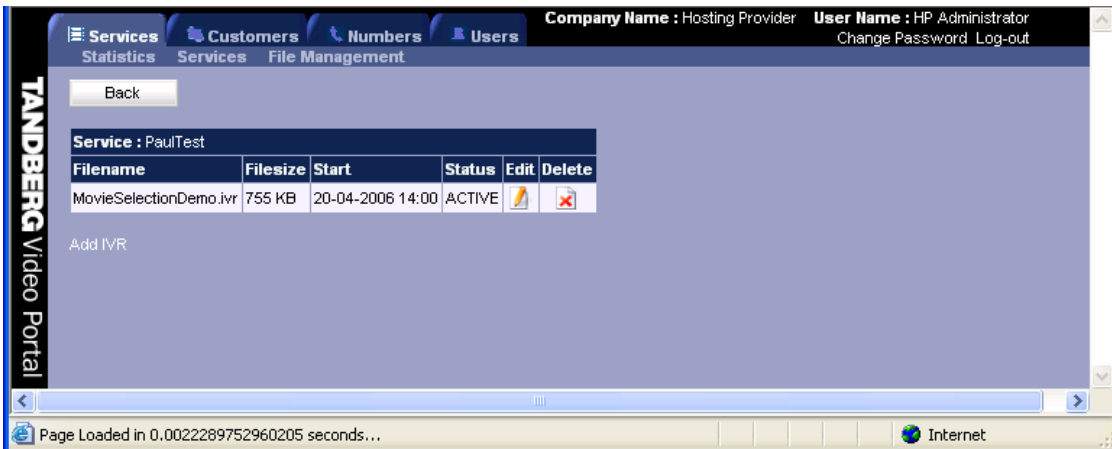 Company Name : Hosting Provider User Name : HP Administrator
Services Customers Numbers Users
Change Password Log-out
Statistics Services File Management
TANDBERG Video Portal
Back
Service : PaulTest
Filename Filesize Start Status Edit Delete
MovieSelectionDemo.ivr 755 KB 20-04-2006 14:00 ACTIVE
Add IVR
Page Loaded in 0.0022289752960205 seconds... Internet